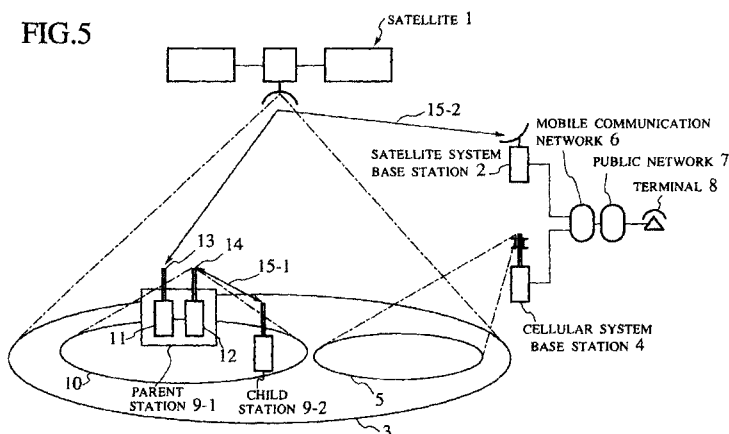 FIG.5
SATELLITE 1
15-2
MOBILE COMMUNICATION
NETWORK 6
PUBLIC NETWORK 7
TERMINAL 8
SATELLITE SYSTEM
BASE STATION 2
13
14
15-1
11
12
10
PARENT
STATION 9-1
CHILD
STATION 9-2
5
CELLULAR SYSTEM
BASE STATION 4
3